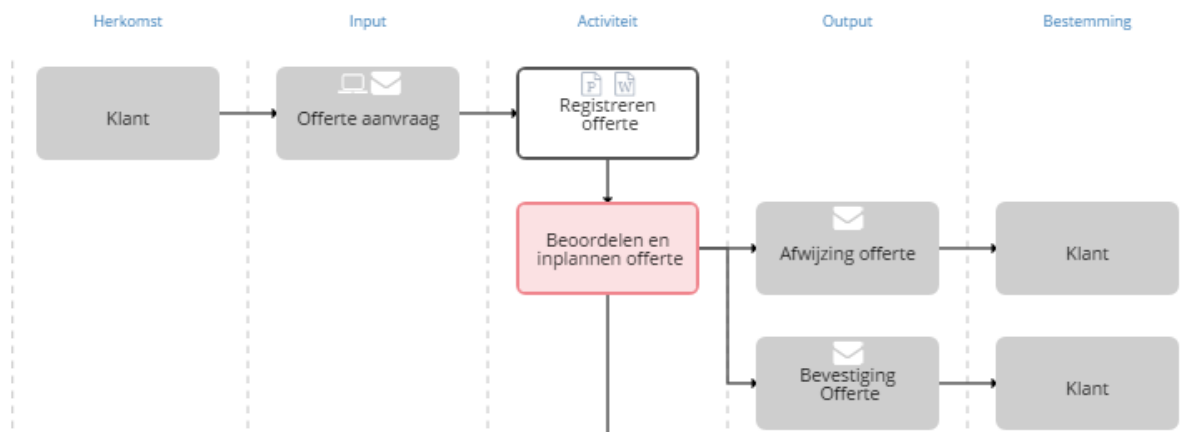 Herkomst Input Activiteit Output Bestemming
Klant
Offerte aanvraag
P W
Registreren
offerte
Beoordelen en
inplannen offerte
Afwijzing offerte
Klant
Bevestiging
Offerte
Klant